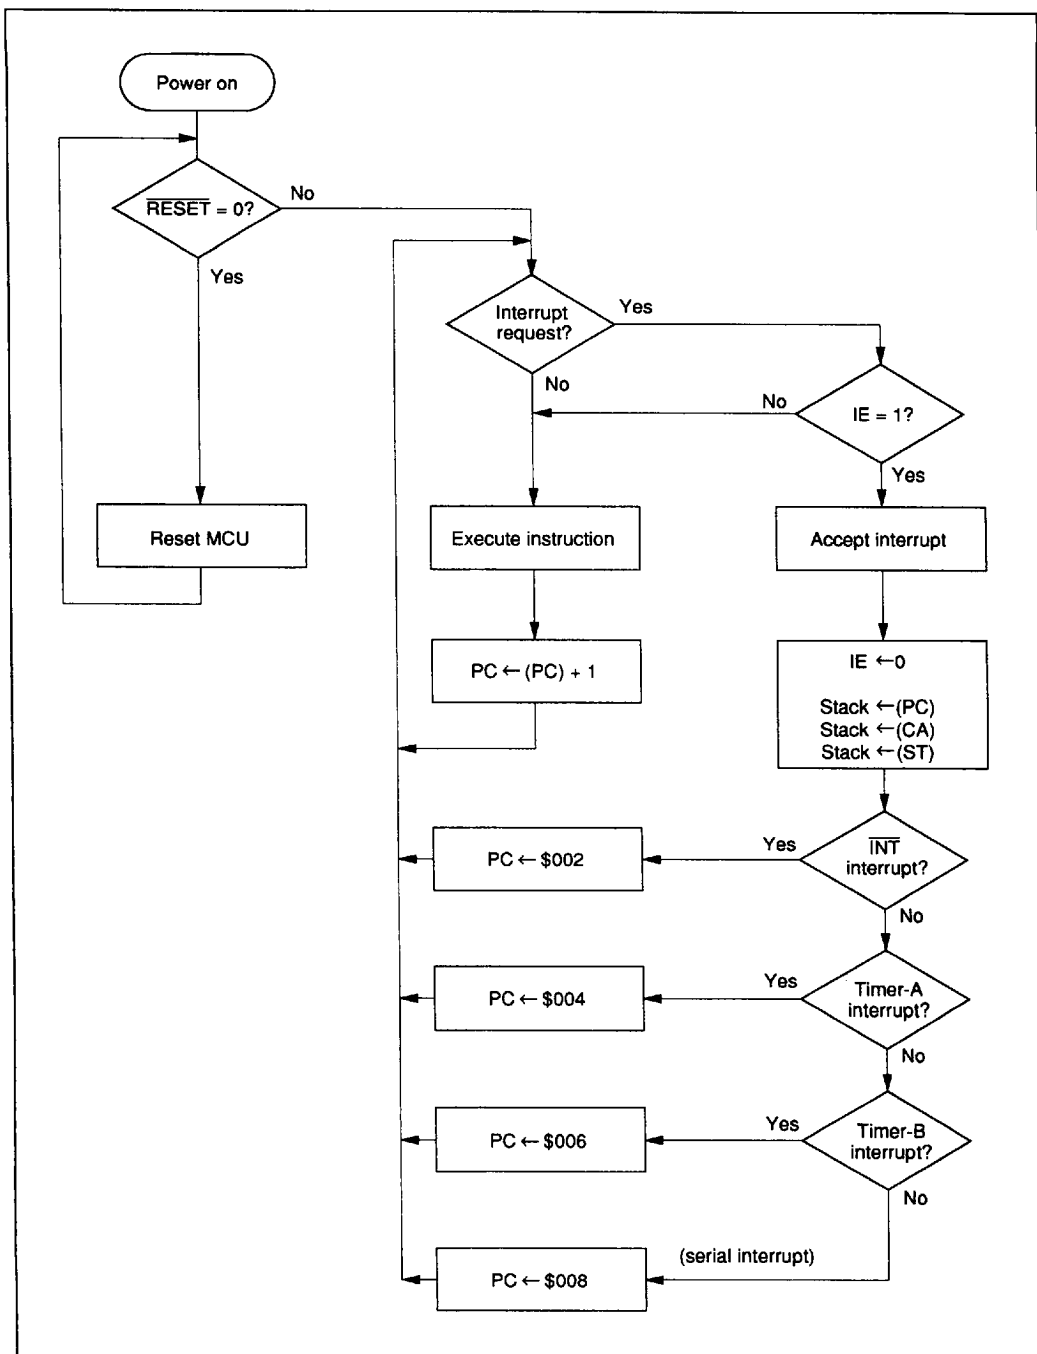 Power on
RESET = 0?
No
Yes
Interrupt
request?
Yes
No
IE = 1?
No
Yes
Reset MCU
Execute instruction
Accept interrupt
PC ← (PC) + 1
IE ←0
Stack ←(PC)
Stack ←(CA)
Stack ←(ST)
INT
interrupt?
Yes
No
PC ← $002
Timer-A
interrupt?
Yes
No
PC ← $004
Timer-B
interrupt?
Yes
No
PC ← $006
(serial interrupt)
PC ← $008